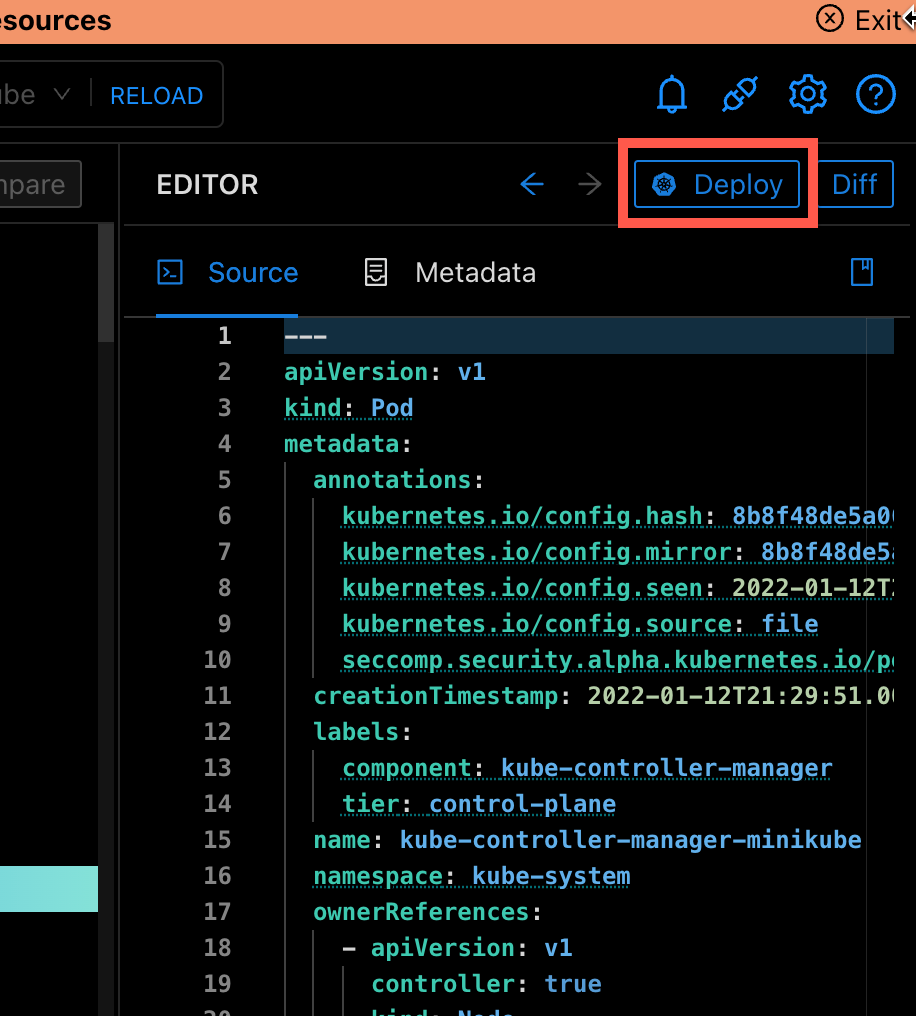 esources
Exit
ube
RELOAD
mpare
EDITOR
Deploy
Diff
Source
Metadata
1 ---
2 apiVersion: v1
3 kind: Pod
4 metadata:
5 annotations:
6 kubernetes.io/config.hash: 8b8f48de5a0
7 kubernetes.io/config.mirror: 8b8f48de5a
8 kubernetes.io/config.seen: 2022-01-12T
9 kubernetes.io/config.source: file
10 seccomp.security.alpha.kubernetes.io/p
11 creationTimestamp: 2022-01-12T21:29:51.0
12 labels:
13 component: kube-controller-manager
14 tier: control-plane
15 name: kube-controller-manager-minikube
16 namespace: kube-system
17 ownerReferences:
18 - apiVersion: v1
19 controller: true
20 kind: Node